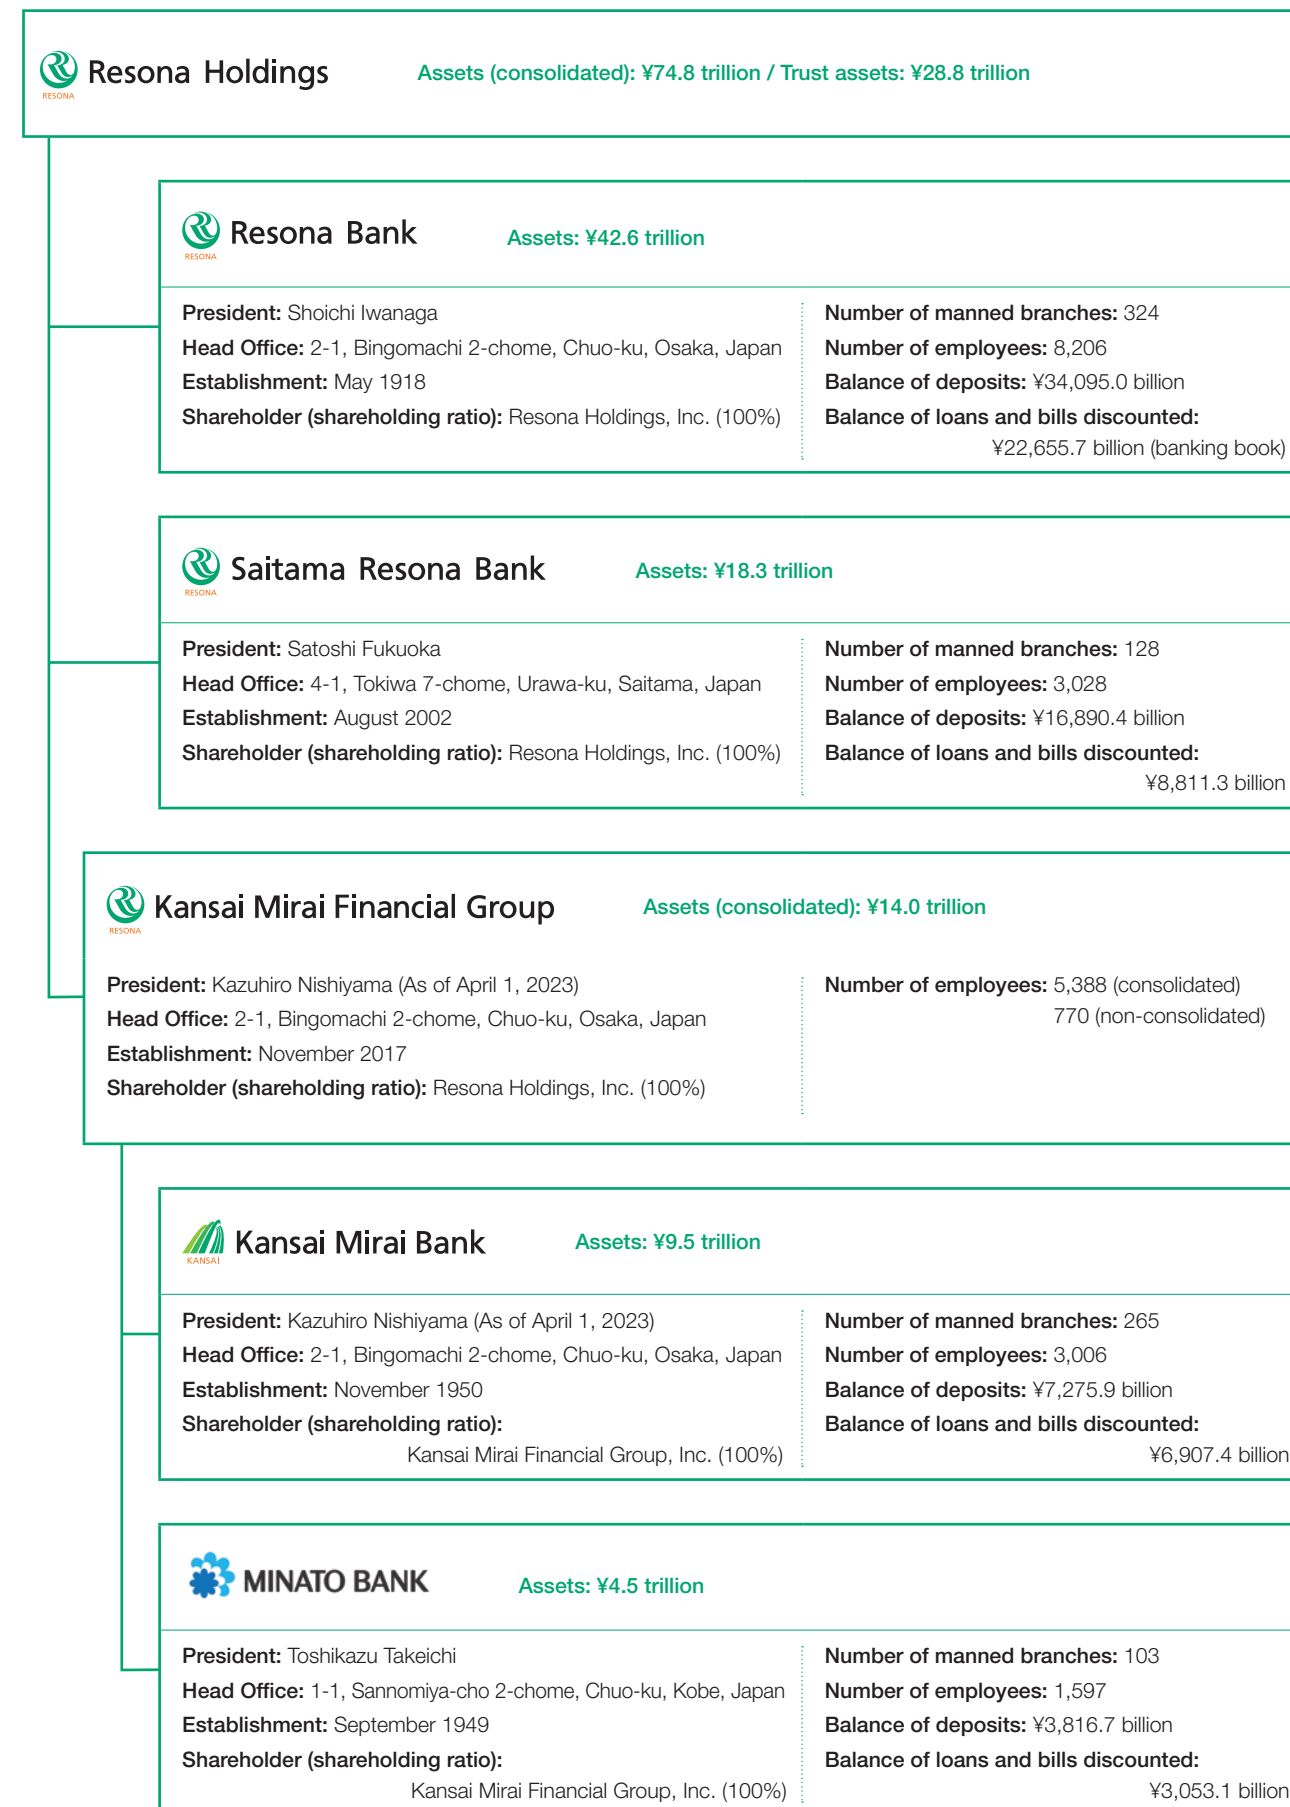 RESONA
Resona Holdings
Assets (consolidated): ¥74.8 trillion / Trust assets: ¥28.8 trillion
RESONA
Resona Bank
Assets: ¥42.6 trillion
President: Shoichi Iwanaga
Head Office: 2-1, Bingomachi 2-chome, Chuo-ku, Osaka, Japan
Establishment: May 1918
Shareholder (shareholding ratio): Resona Holdings, Inc. (100%)
Number of manned branches: 324
Number of employees: 8,206
Balance of deposits: ¥34,095.0 billion
Balance of loans and bills discounted:
¥22,655.7 billion (banking book)
RESONA
Saitama Resona Bank
Assets: ¥18.3 trillion
President: Satoshi Fukuoka
Head Office: 4-1, Tokiwa 7-chome, Urawa-ku, Saitama, Japan
Establishment: August 2002
Shareholder (shareholding ratio): Resona Holdings, Inc. (100%)
Number of manned branches: 128
Number of employees: 3,028
Balance of deposits: ¥16,890.4 billion
Balance of loans and bills discounted:
¥8,811.3 billion
RESONA
Kansai Mirai Financial Group
Assets (consolidated): ¥14.0 trillion
President: Kazuhiro Nishiyama (As of April 1, 2023)
Head Office: 2-1, Bingomachi 2-chome, Chuo-ku, Osaka, Japan
Establishment: November 2017
Shareholder (shareholding ratio): Resona Holdings, Inc. (100%)
Number of employees: 5,388 (consolidated)
770 (non-consolidated)
KANSAI
Kansai Mirai Bank
Assets: ¥9.5 trillion
President: Kazuhiro Nishiyama (As of April 1, 2023)
Head Office: 2-1, Bingomachi 2-chome, Chuo-ku, Osaka, Japan
Establishment: November 1950
Shareholder (shareholding ratio):
Kansai Mirai Financial Group, Inc. (100%)
Number of manned branches: 265
Number of employees: 3,006
Balance of deposits: ¥7,275.9 billion
Balance of loans and bills discounted:
¥6,907.4 billion
MINATO BANK
Assets: ¥4.5 trillion
President: Toshikazu Takeichi
Head Office: 1-1, Sannomiya-cho 2-chome, Chuo-ku, Kobe, Japan
Establishment: September 1949
Shareholder (shareholding ratio):
Kansai Mirai Financial Group, Inc. (100%)
Number of manned branches: 103
Number of employees: 1,597
Balance of deposits: ¥3,816.7 billion
Balance of loans and bills discounted:
¥3,053.1 billion